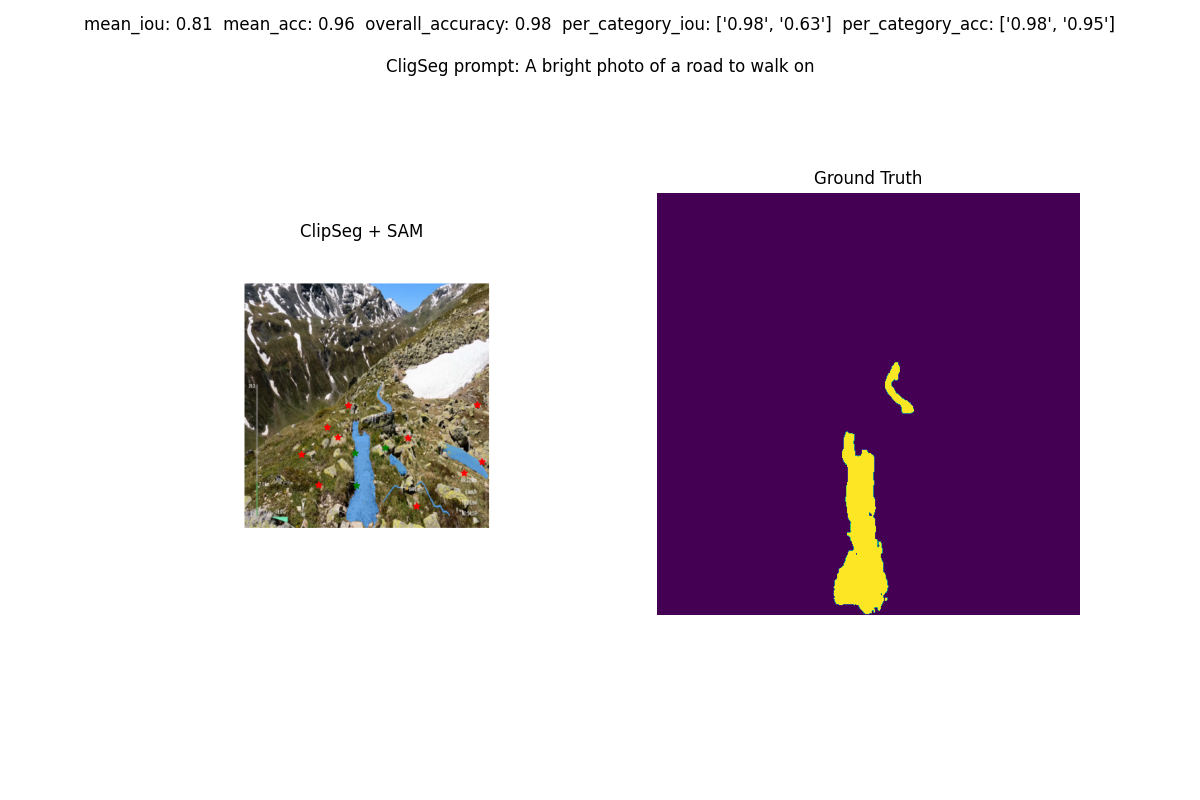 mean_iou: 0.81  mean_acc: 0.96  overall_accuracy: 0.98  per_category_iou: ['0.98', '0.63']  per_category_acc: ['0.98', '0.95']
CligSeg prompt: A bright photo of a road to walk on
Ground Truth
ClipSeg + SAM